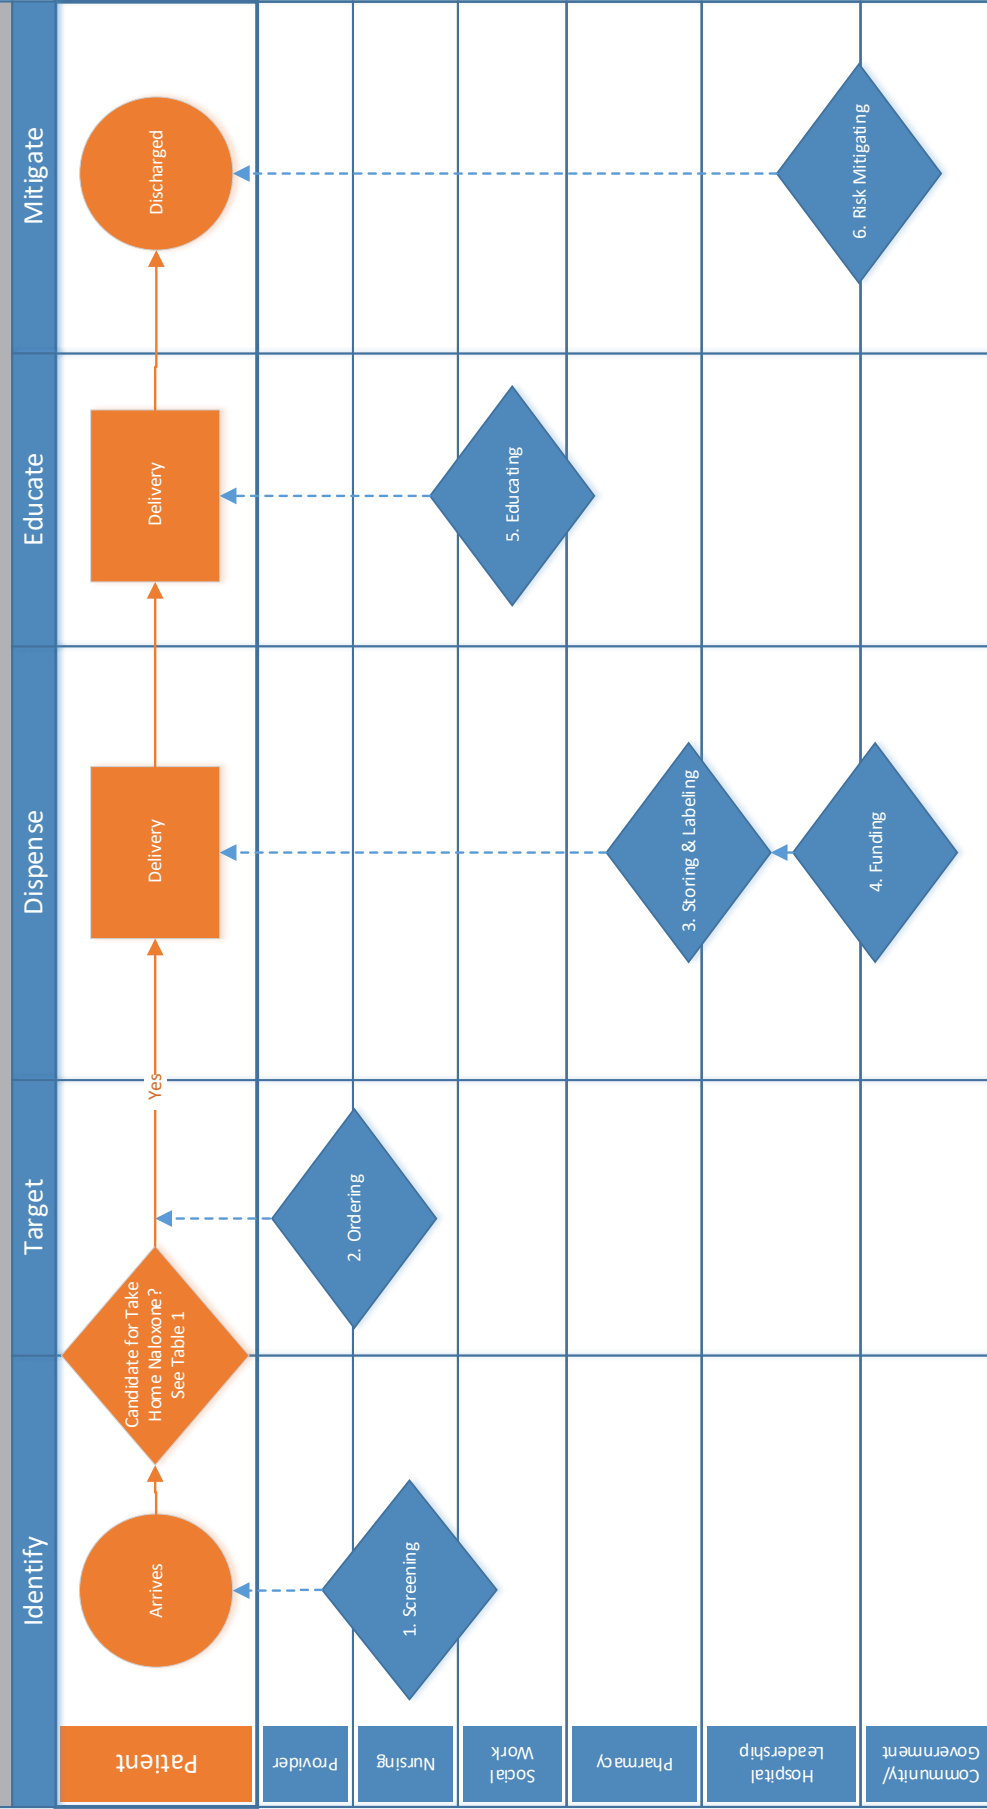 Identify
Target
Dispense
Educate
Mitigate
Patient
Arrives
Candidate for Take
Home Naloxone?
See Table 1
Yes
Delivery
Delivery
Discharged
Provider
2. Ordering
Nursing
1. Screening
Social
Work
5. Educating
Pharmacy
3. Storing & Labeling
Hospital
Leadership
Community/
Government
4. Funding
6. Risk Mitigating